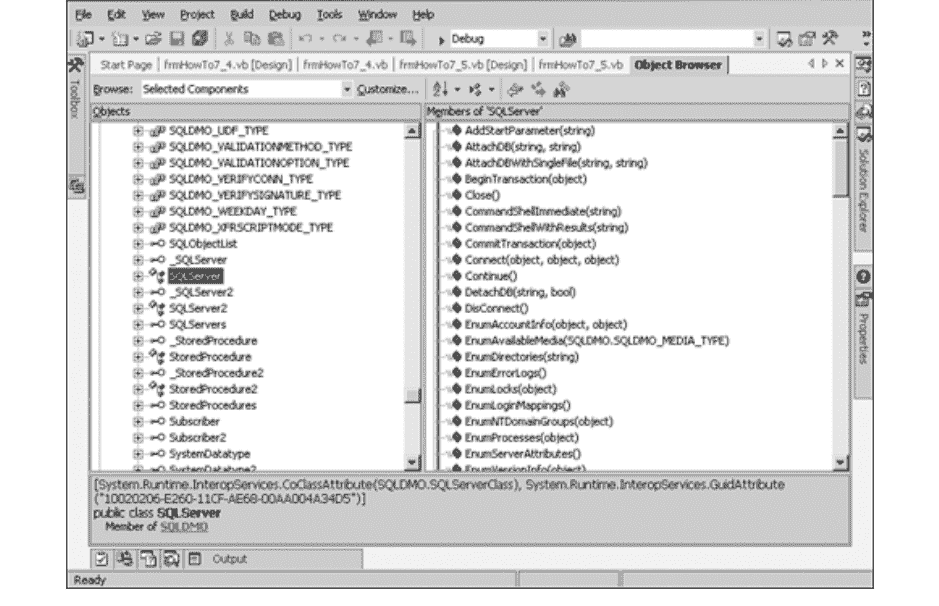 File Edit View Project Build Debug Tools Window Help
Debug
Start Page frmHowTo7_4.vb [Design] frmHowTo7_4.vb frmHowTo7_5.vb [Design] frmHowTo7_5.vb Object Browser
Browse: Selected Components Customize...
Toolbox
Objects
SQLDMO_UDF_TYPE
SQLDMO_VALIDATIONMETHOD_TYPE
SQLDMO_VALIDATIONOPTION_TYPE
SQLDMO_VERIFYCONN_TYPE
SQLDMO_VERIFYSIGNATURE_TYPE
SQLDMO_WEEKDAY_TYPE
SQLDMO_XFRSCRIPTMODE_TYPE
SQLObjectList
_SQLServer
SQLServer
_SQLServer2
SQLServer2
SQLServers
_StoredProcedure
StoredProcedure
_StoredProcedure2
StoredProcedure2
StoredProcedures
Subscriber
Subscriber2
SystemDatatype
SystemDatatype2
Members of 'SQLServer'
AddStartParameter(string)
AttachDB(string, string)
AttachDBWithSingleFile(string, string)
BeginTransaction(object)
Close()
CommandShellImmediate(string)
CommandShellWithResults(string)
CommitTransaction(object)
Connect(object, object, object)
Continue()
DetachDB(string, bool)
DisConnect()
EnumAccountInfo(object, object)
EnumAvailableMedia(SQLDMO.SQLDMO_MEDIA_TYPE)
EnumDirectories(string)
EnumErrorLogs()
EnumLocks(object)
EnumLoginMappings()
EnumNTDomainGroups(object)
EnumProcesses(object)
EnumServerAttributes()
EnumVersionInfo(object)
Solution Explorer
Properties
[System.Runtime.InteropServices.CoClassAttribute(SQLDMO.SQLServerClass), System.Runtime.InteropServices.GuidAttribute
("10020206-E260-11CF-AE68-00AA004A34D5")]
public class SQLServer
Member of SQLDMO
Output
Ready